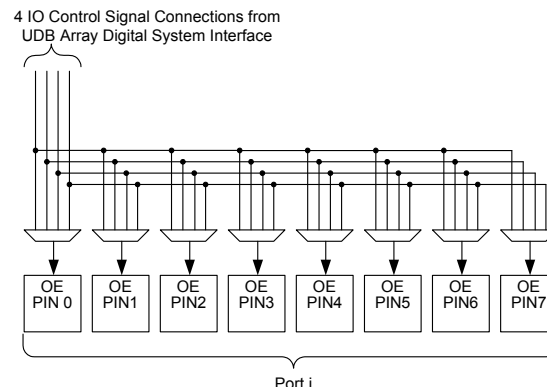 4 IO Control Signal Connections from
UDB Array Digital System Interface
OE
PIN 0
OE
PIN1
OE
PIN2
OE
PIN3
OE
PIN4
OE
PIN5
OE
PIN6
OE
PIN7
Port i